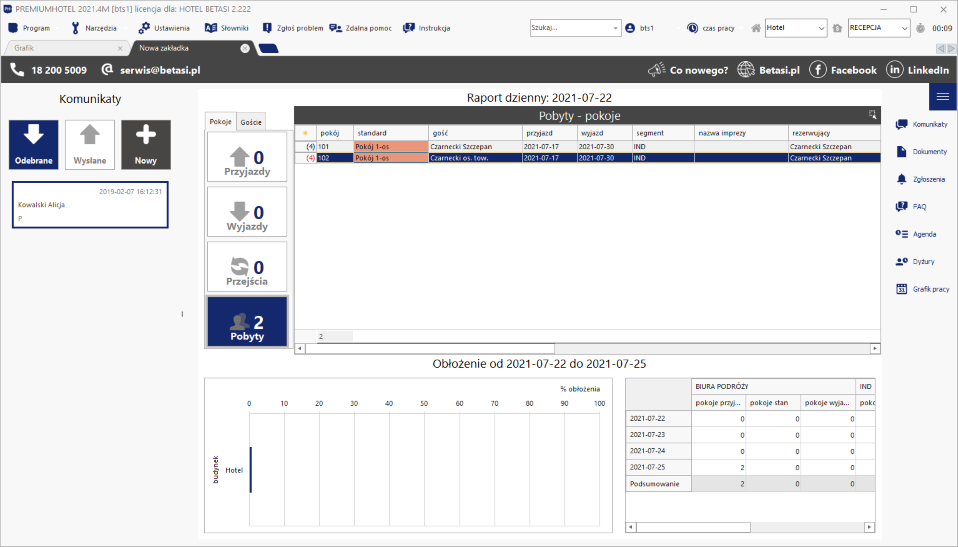 PREMIUMHOTEL 2021.4M [bts1] licencja dla: HOTEL BETASI 2.222
Program Narzędzia Ustawienia Słowniki Zgłoś problem Zdalna pomoc Instrukcja Szukaj... bts1 czas pracy Hotel RECEPCJA 00:09
Grafik Nowa zakładka
18 200 5009 serwis@betasi.pl Co nowego? Betasi.pl Facebook LinkedIn
Komunikaty
Odebrane Wysłane Nowy
2019-02-07 16:12:31
Kowalski Alicja
P
Raport dzienny: 2021-07-22
Pokoje Goście
0
Przyjazdy
0
Wyjazdy
0
Przejścia
2
Pobyty
Pobyty - pokoje
pokój standard gość przyjazd wyjazd segment nazwa imprezy rezerwujący
(4) 101 Pokój 1-os Czarnecki Szczepan 2021-07-17 2021-07-30 IND Czarnecki Szczepan
(4) 102 Pokój 1-os Czarnecki os. tow. 2021-07-17 2021-07-30 IND Czarnecki Szczepan
2
Komunikaty
Dokumenty
Zgłoszenia
FAQ
Agenda
Dyżury
Grafik pracy
Obłożenie od 2021-07-22 do 2021-07-25
% obłożenia
0 10 20 30 40 50 60 70 80 90 100
budynek
Hotel
BIURA PODRÓŻY IND
pokoje przyj... pokoje stan pokoje wyja... pokc
2021-07-22 0 0 0
2021-07-23 0 0 0
2021-07-24 0 0 0
2021-07-25 2 0 0
Podsumowanie 2 0 0